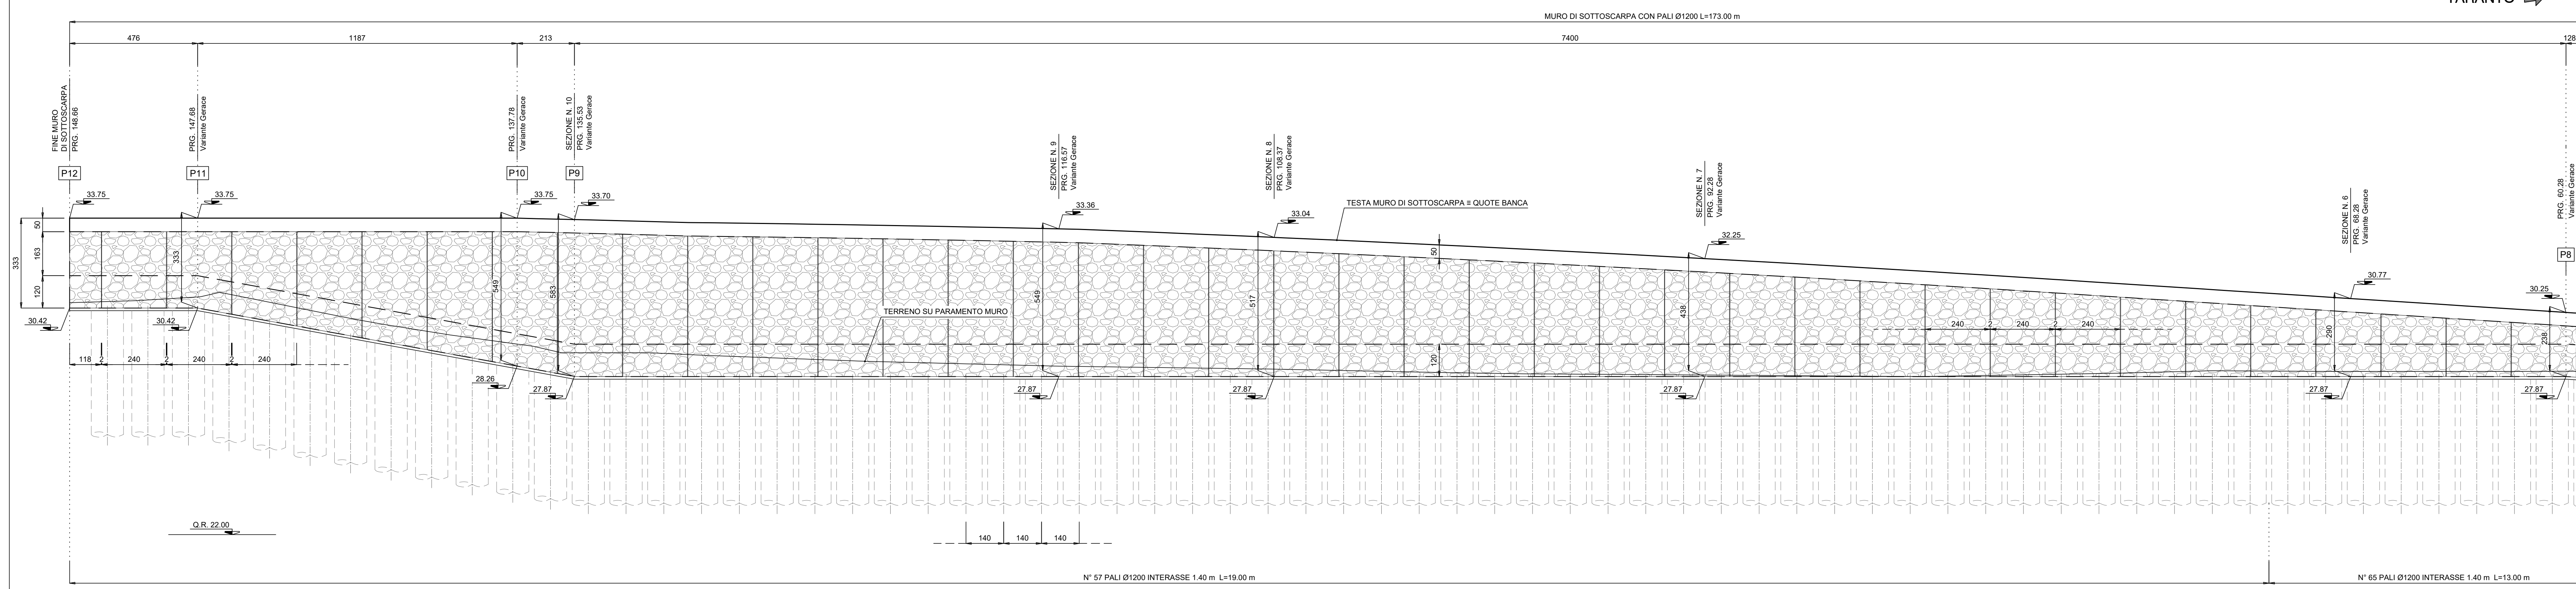 MURO DI SOTTOSCARPA CON PALI Ø1200 L=173.00 m
476
1187
213
7400
128
FINE MURO
DI SOTTOSCARPA
PRG. 148.66
PRG. 147.68
Variante Gerace
PRG. 137.78
Variante Gerace
SEZIONE N. 10
PRG. 135.53
Variante Gerace
SEZIONE N. 9
PRG. 116.57
Variante Gerace
SEZIONE N. 8
PRG. 108.37
Variante Gerace
SEZIONE N. 7
PRG. 92.28
Variante Gerace
SEZIONE N. 6
PRG. 68.28
Variante Gerace
PRG. 60.28
Variante Gerace
P12
P11
P10
P9
P8
33.75
33.75
33.75
33.70
33.36
33.04
32.25
30.77
30.25
TESTA MURO DI SOTTOSCARPA ≡ QUOTE BANCA
50
163
120
333
333
549
583
549
517
50
120
438
290
238
TERRENO SU PARAMENTO MURO
240
2
240
2
240
30.42
30.42
28.26
27.87
27.87
27.87
27.87
27.87
27.87
118
2
240
2
240
2
240
Q.R. 22.00
140
140
140
N° 57 PALI Ø1200 INTERASSE 1.40 m L=19.00 m
N° 65 PALI Ø1200 INTERASSE 1.40 m L=13.00 m